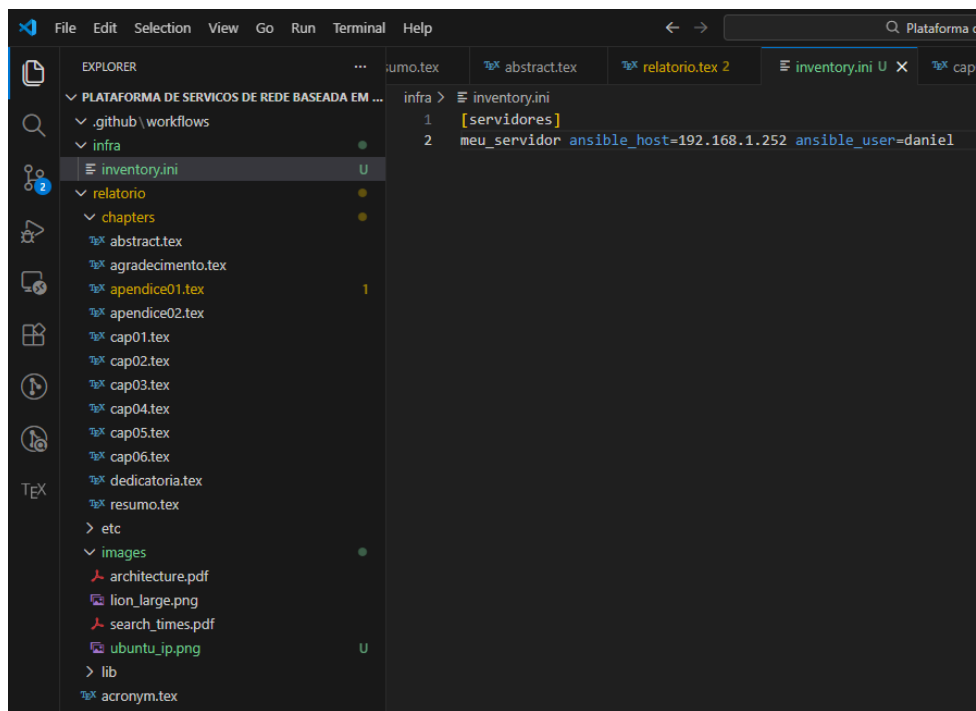 File Edit Selection View Go Run Terminal Help
Plataforma d
EXPLORER
sumo.tex
abstract.tex
relatorio.tex 2
inventory.ini U
cap
PLATAFORMA DE SERVICOS DE REDE BASEADA EM ...
infra > inventory.ini
.github\workflows
1 [servidores]
infra
2 meu_servidor ansible_host=192.168.1.252 ansible_user=daniel
inventory.ini U
2
relatorio
chapters
abstract.tex
agradecimento.tex
apendice01.tex 1
apendice02.tex
cap01.tex
cap02.tex
cap03.tex
cap04.tex
cap05.tex
cap06.tex
dedicatoria.tex
TEX
resumo.tex
etc
images
architecture.pdf
lion_large.png
search_times.pdf
ubuntu_ip.png U
lib
acronym.tex